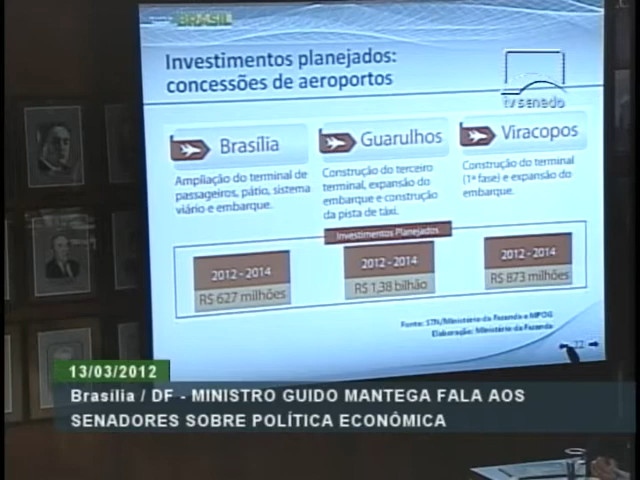 BRASIL
Investimentos planejados:
concessões de aeroportos
tv senado
Brasília
Guarulhos
Viracopos
Ampliação do terminal de
passageiros, pátio, sistema
viário e embarque.
Construção do terceiro
terminal, expansão do
embarque e construção
da pista de táxi.
Construção do terminal
(1ª fase) e expansão do
embarque.
Investimentos Planejados
2012 - 2014
R$ 627 milhões
2012 - 2014
R$ 1,38 bilhão
2012 - 2014
R$ 873 milhões
Fonte: STN/Ministério da Fazenda e MPOG
Elaboração: Ministério da Fazenda
13/03/2012
Brasília / DF - MINISTRO GUIDO MANTEGA FALA AOS
SENADORES SOBRE POLÍTICA ECONÔMICA